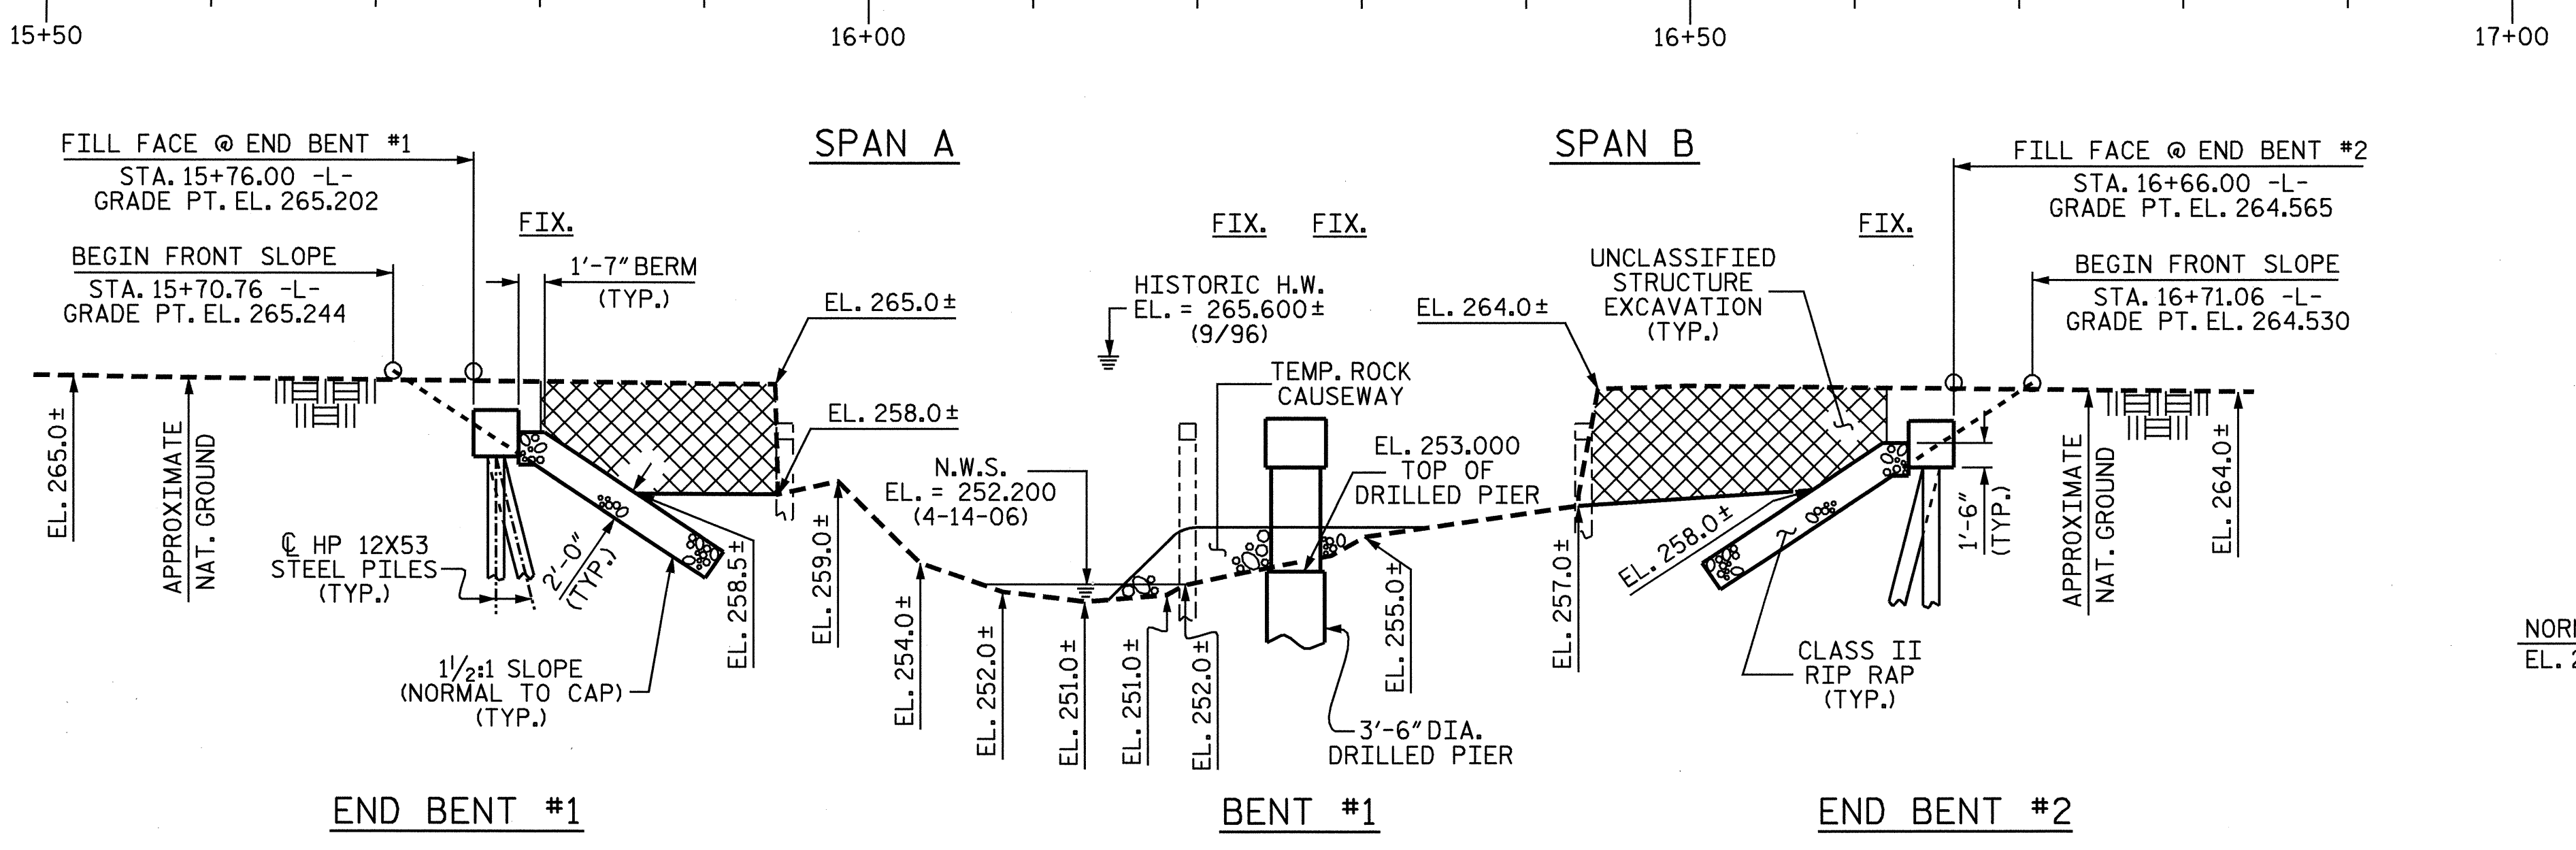 15+50
16+00
16+50
17+00
SPAN A
SPAN B
FILL FACE @ END BENT #1
STA. 15+76.00 -L-
GRADE PT. EL. 265.202
FIX.
BEGIN FRONT SLOPE
STA. 15+70.76 -L-
GRADE PT. EL. 265.244
1'-7" BERM
(TYP.)
EL. 265.0±
FIX.
FIX.
HISTORIC H.W.
EL. = 265.600±
(9/96)
EL. 264.0±
UNCLASSIFIED
STRUCTURE
EXCAVATION
(TYP.)
FIX.
FILL FACE @ END BENT #2
STA. 16+66.00 -L-
GRADE PT. EL. 264.565
BEGIN FRONT SLOPE
STA. 16+71.06 -L-
GRADE PT. EL. 264.530
TEMP. ROCK
CAUSEWAY
EL. 258.0±
EL. 253.000
TOP OF
DRILLED PIER
N.W.S.
EL. = 252.200
(4-14-06)
EL. 265.0±
APPROXIMATE
NAT. GROUND
℄ HP 12X53
STEEL PILES
(TYP.)
2'-0"
(TYP.)
1½:1 SLOPE
(NORMAL TO CAP)
(TYP.)
EL. 258.5±
EL. 259.0±
EL. 254.0±
EL. 252.0±
EL. 251.0±
EL. 251.0±
EL. 252.0±
EL. 255.0±
3'-6" DIA.
DRILLED PIER
EL. 257.0±
EL. 258.0±
CLASS II
RIP RAP
(TYP.)
1'-6"
(TYP.)
APPROXIMATE
NAT. GROUND
EL. 264.0±
EL. 2
END BENT #1
BENT #1
END BENT #2